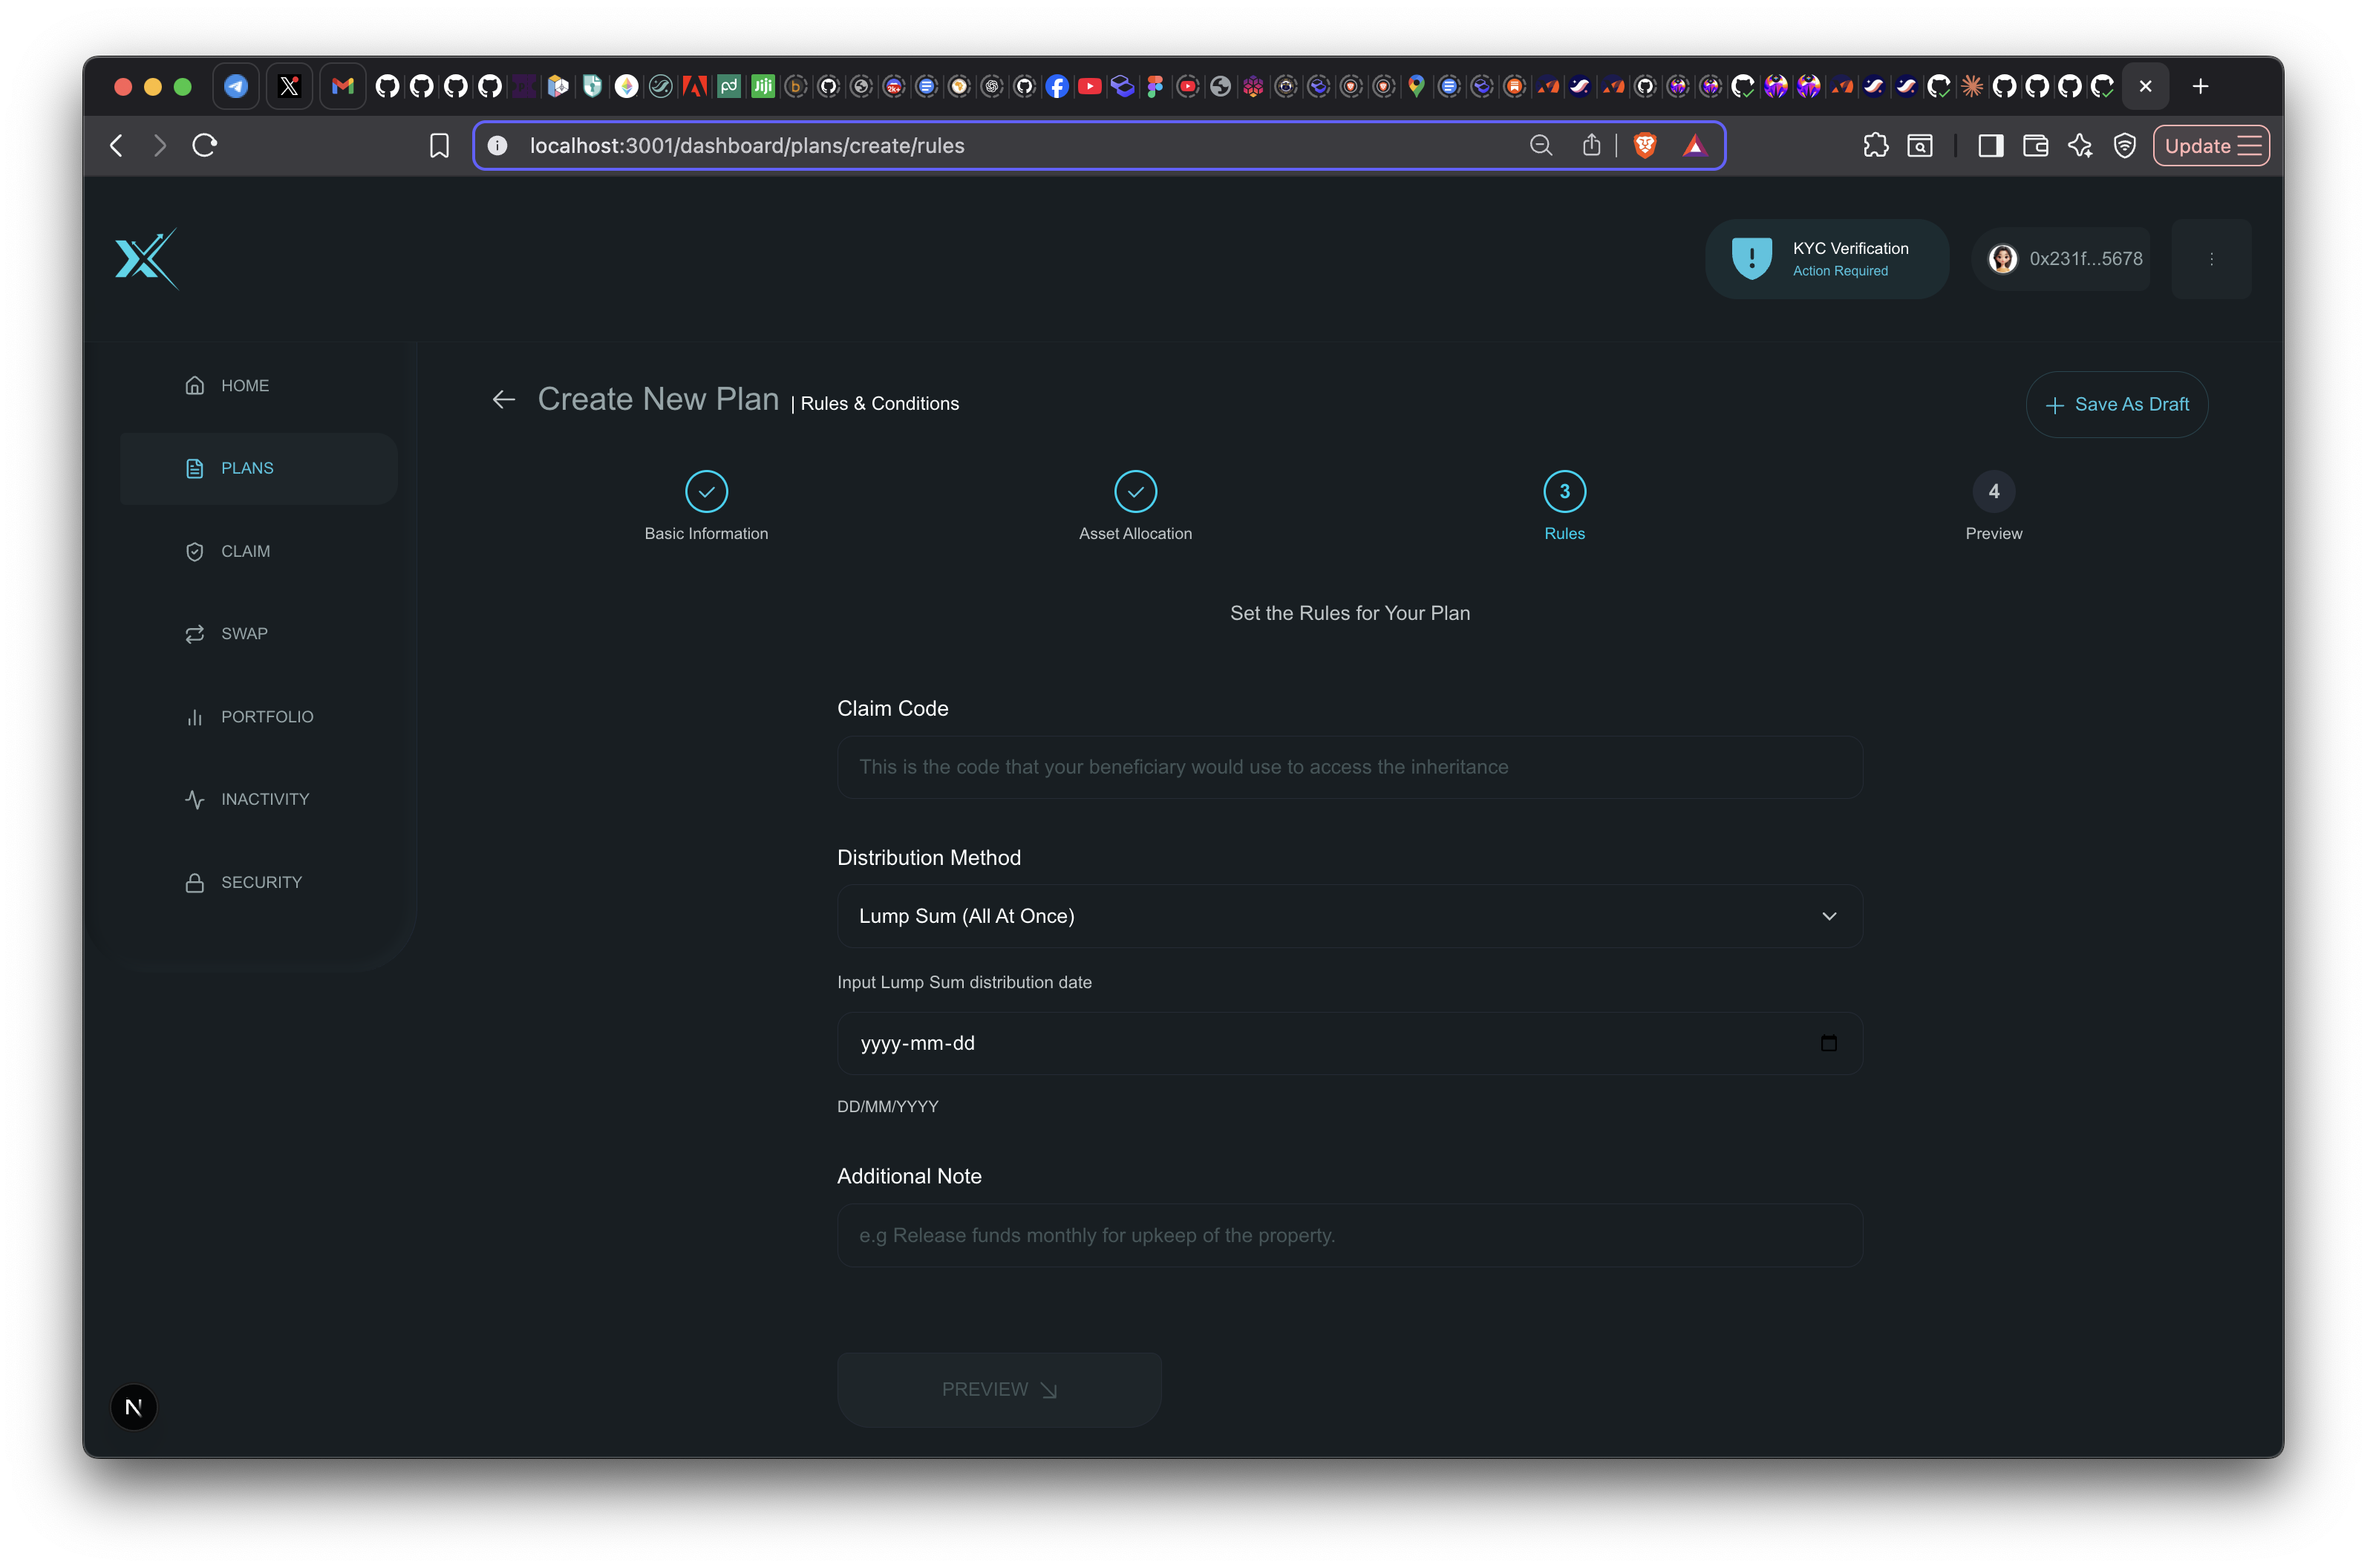 localhost:3001/dashboard/plans/create/rules
Update
KYC Verification
Action Required
0x231f...5678
HOME
PLANS
CLAIM
SWAP
PORTFOLIO
INACTIVITY
SECURITY
Create New Plan | Rules & Conditions
Save As Draft
Basic Information
Asset Allocation
3
Rules
4
Preview
Set the Rules for Your Plan
Claim Code
This is the code that your beneficiary would use to access the inheritance
Distribution Method
Lump Sum (All At Once)
Input Lump Sum distribution date
yyyy-mm-dd
DD/MM/YYYY
Additional Note
e.g Release funds monthly for upkeep of the property.
PREVIEW
N